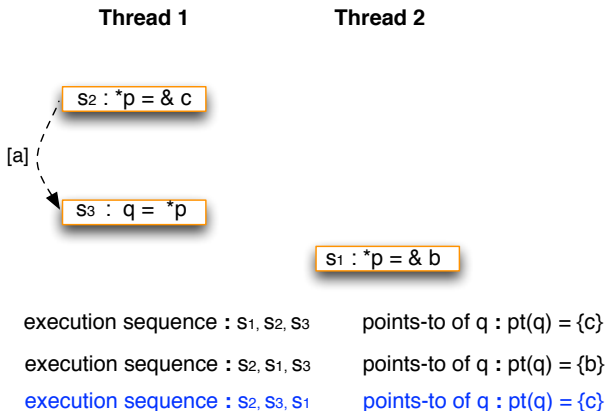 Thread 1 Thread 2
s2 : *p = & c
[a]
s3 : q = *p
s1 : *p = & b
execution sequence : s1, s2, s3 points-to of q : pt(q) = {c}
execution sequence : s2, s1, s3 points-to of q : pt(q) = {b}
execution sequence : s2, s3, s1 points-to of q : pt(q) = {c}